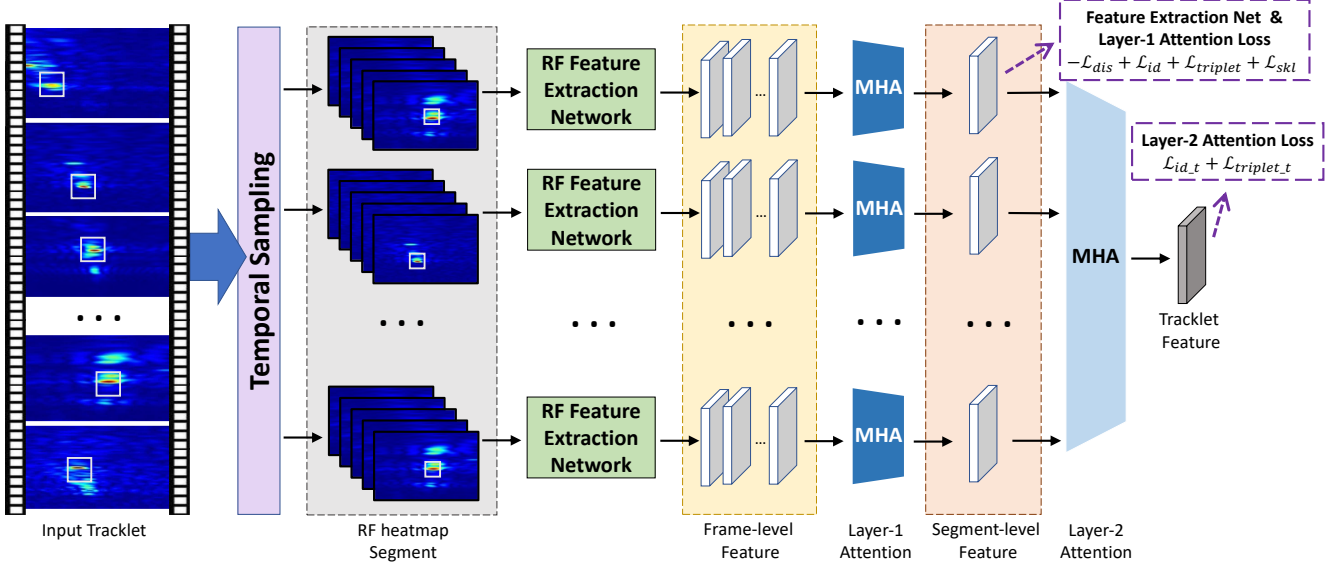 Feature Extraction Net &
Layer-1 Attention Loss
−ℒ_dis + ℒ_id + ℒ_triplet + ℒ_skl
Layer-2 Attention Loss
ℒ_id_t + ℒ_triplet_t
Temporal Sampling
RF Feature
Extraction
Network
...
MHA
RF Feature
Extraction
Network
...
MHA
MHA
Tracklet
Feature
...
...
...
...
...
...
RF Feature
Extraction
Network
...
MHA
Input Tracklet
RF heatmap
Segment
Frame-level
Feature
Layer-1
Attention
Segment-level
Feature
Layer-2
Attention